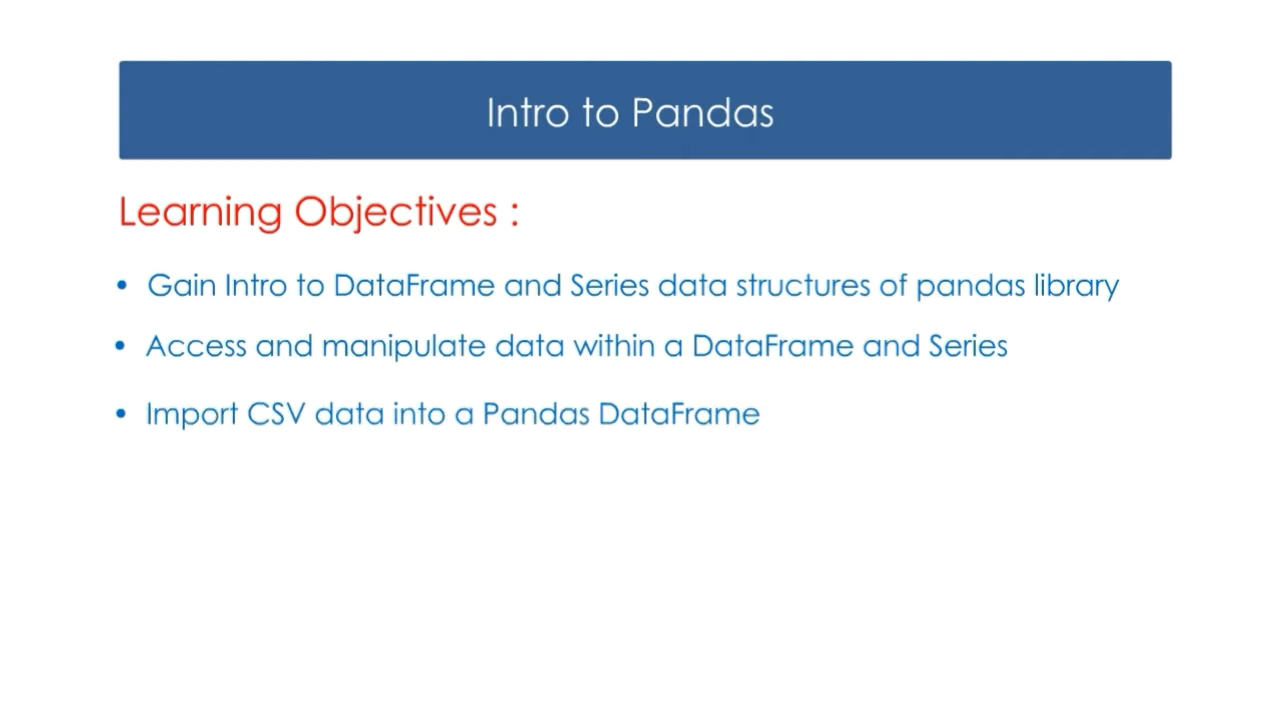 Intro to Pandas
Learning Objectives :
• Gain Intro to DataFrame and Series data structures of pandas library
• Access and manipulate data within a DataFrame and Series
• Import CSV data into a Pandas DataFrame